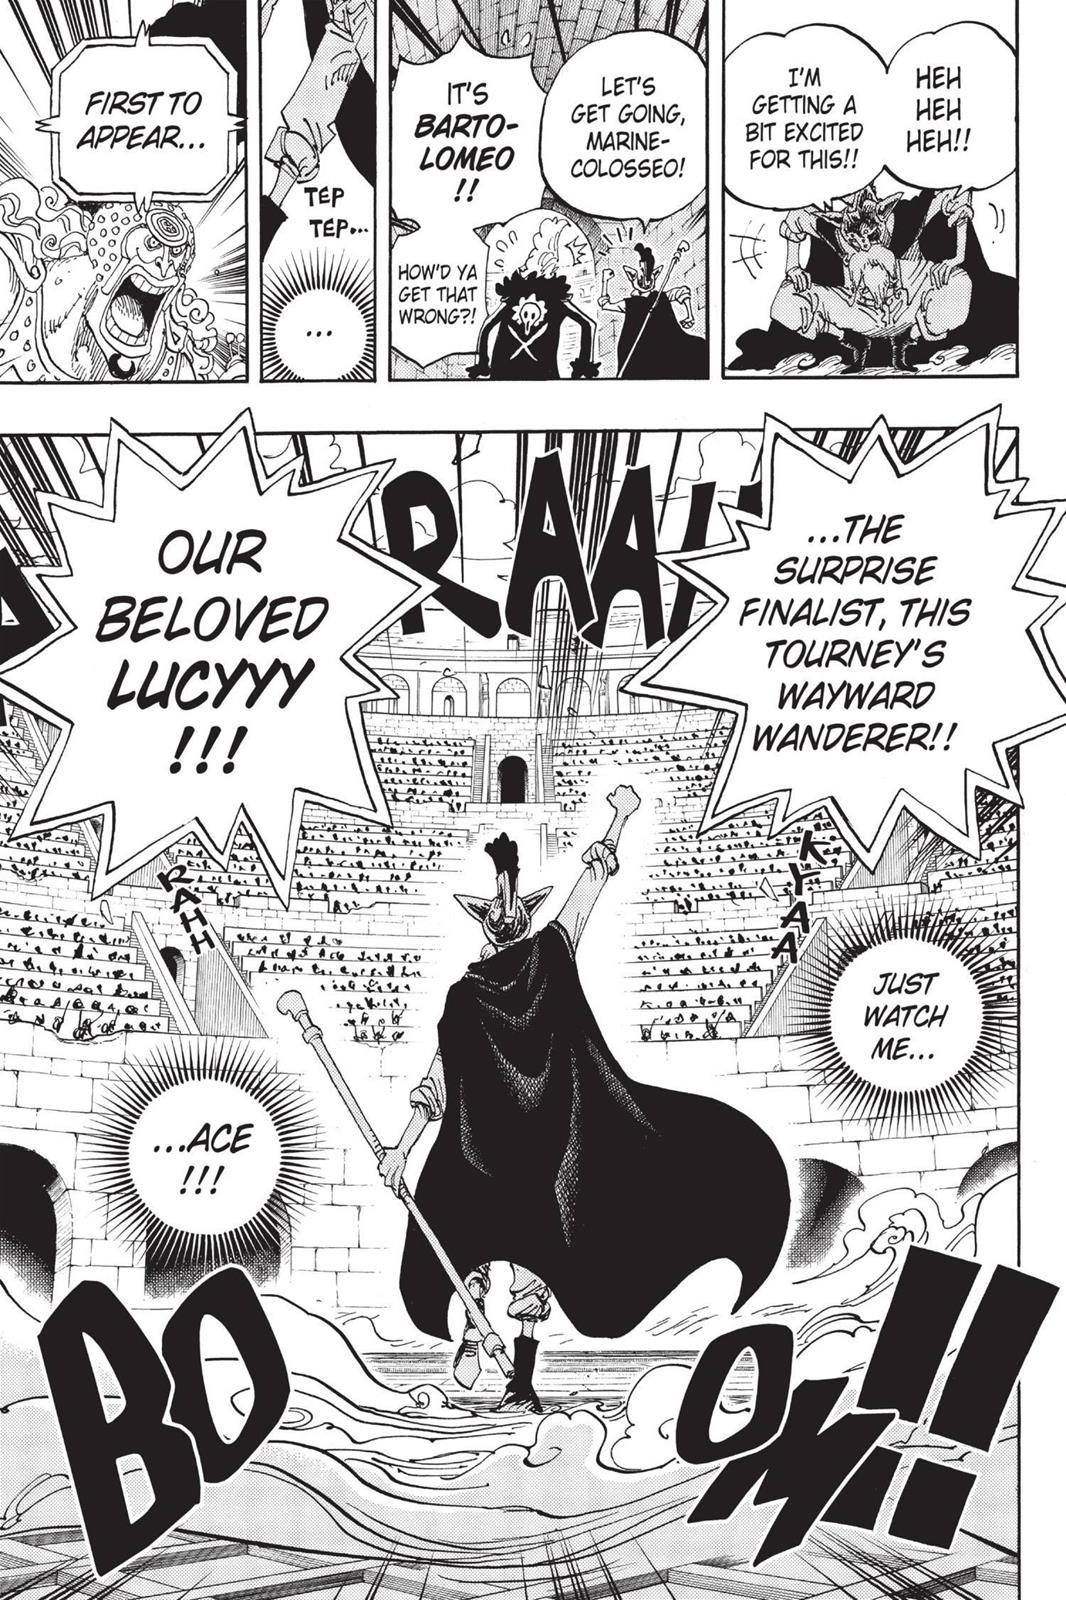 HEH
HEH
HEH!!
I'M
GETTING A
BIT EXCITED
FOR THIS!!
LET'S
GET GOING,
MARINE-
COLOSSEO!
IT'S
BARTO-
LOMEO
!!
HOW'D YA
GET THAT
WRONG?!
TEP
TEP...
...
FIRST TO
APPEAR...
...THE
SURPRISE
FINALIST, THIS
TOURNEY'S
WAYWARD
WANDERER!!
RAA
OUR
BELOVED
LUCYYY
!!!
KYAA
RAHH
JUST
WATCH
ME...
...ACE
!!!
BOOM!!